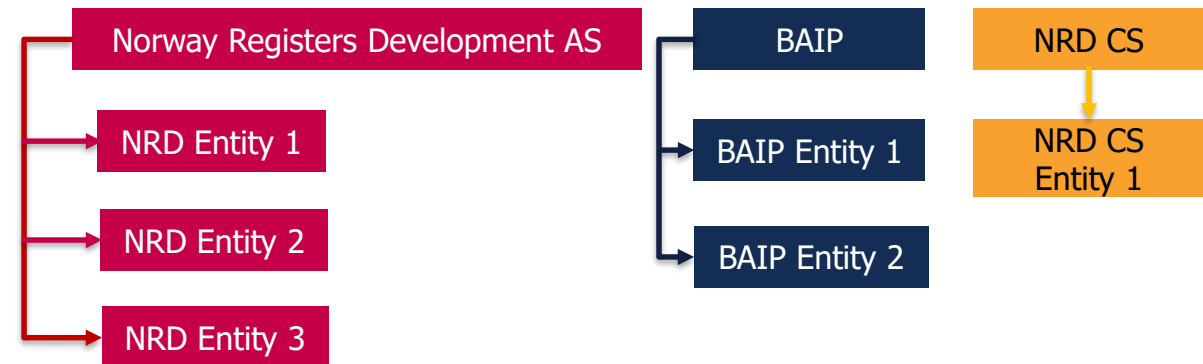 Norway Registers Development AS
NRD Entity 1
NRD Entity 2
NRD Entity 3
BAIP
BAIP Entity 1
BAIP Entity 2
NRD CS
NRD CS
Entity 1